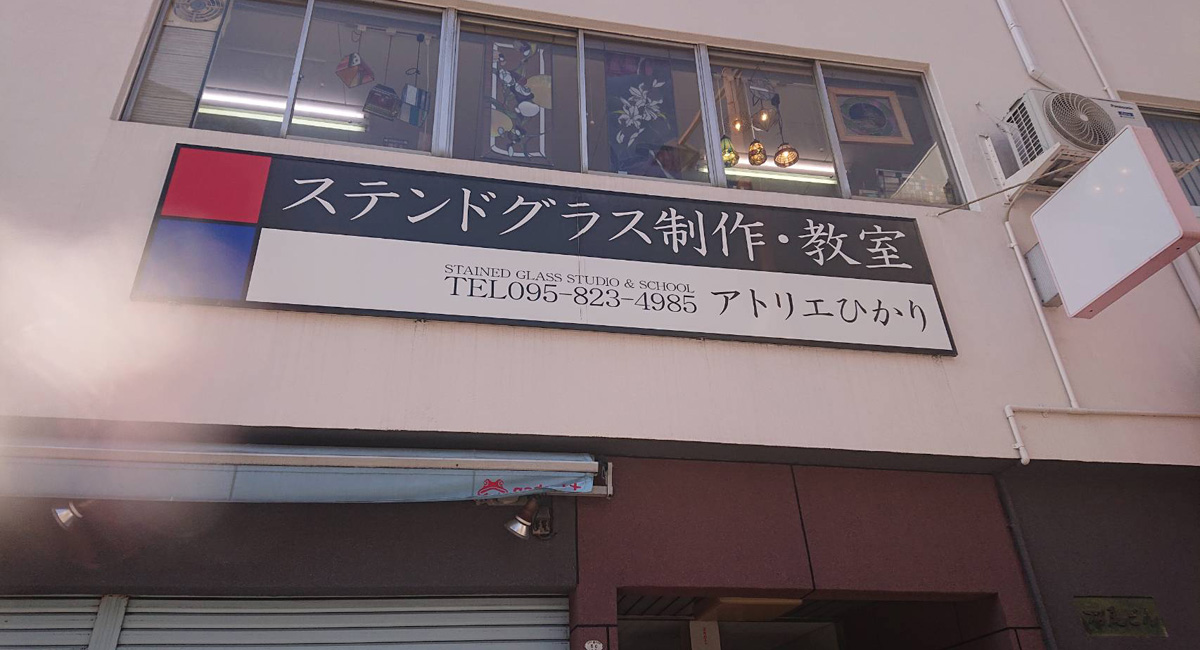 ステンドグラス制作・教室
STAINED GLASS STUDIO & SCHOOL
TEL095-823-4985 アトリエひかり